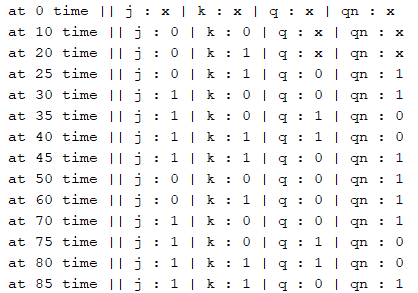 at 0 time || j : x | k : x | q : x | qn : x
at 10 time || j : 0 | k : 0 | q : x | qn : x
at 20 time || j : 0 | k : 1 | q : x | qn : x
at 25 time || j : 0 | k : 1 | q : 0 | qn : 1
at 30 time || j : 1 | k : 0 | q : 0 | qn : 1
at 35 time || j : 1 | k : 0 | q : 1 | qn : 0
at 40 time || j : 1 | k : 1 | q : 1 | qn : 0
at 45 time || j : 1 | k : 1 | q : 0 | qn : 1
at 50 time || j : 0 | k : 0 | q : 0 | qn : 1
at 60 time || j : 0 | k : 1 | q : 0 | qn : 1
at 70 time || j : 1 | k : 0 | q : 0 | qn : 1
at 75 time || j : 1 | k : 0 | q : 1 | qn : 0
at 80 time || j : 1 | k : 1 | q : 1 | qn : 0
at 85 time || j : 1 | k : 1 | q : 0 | qn : 1